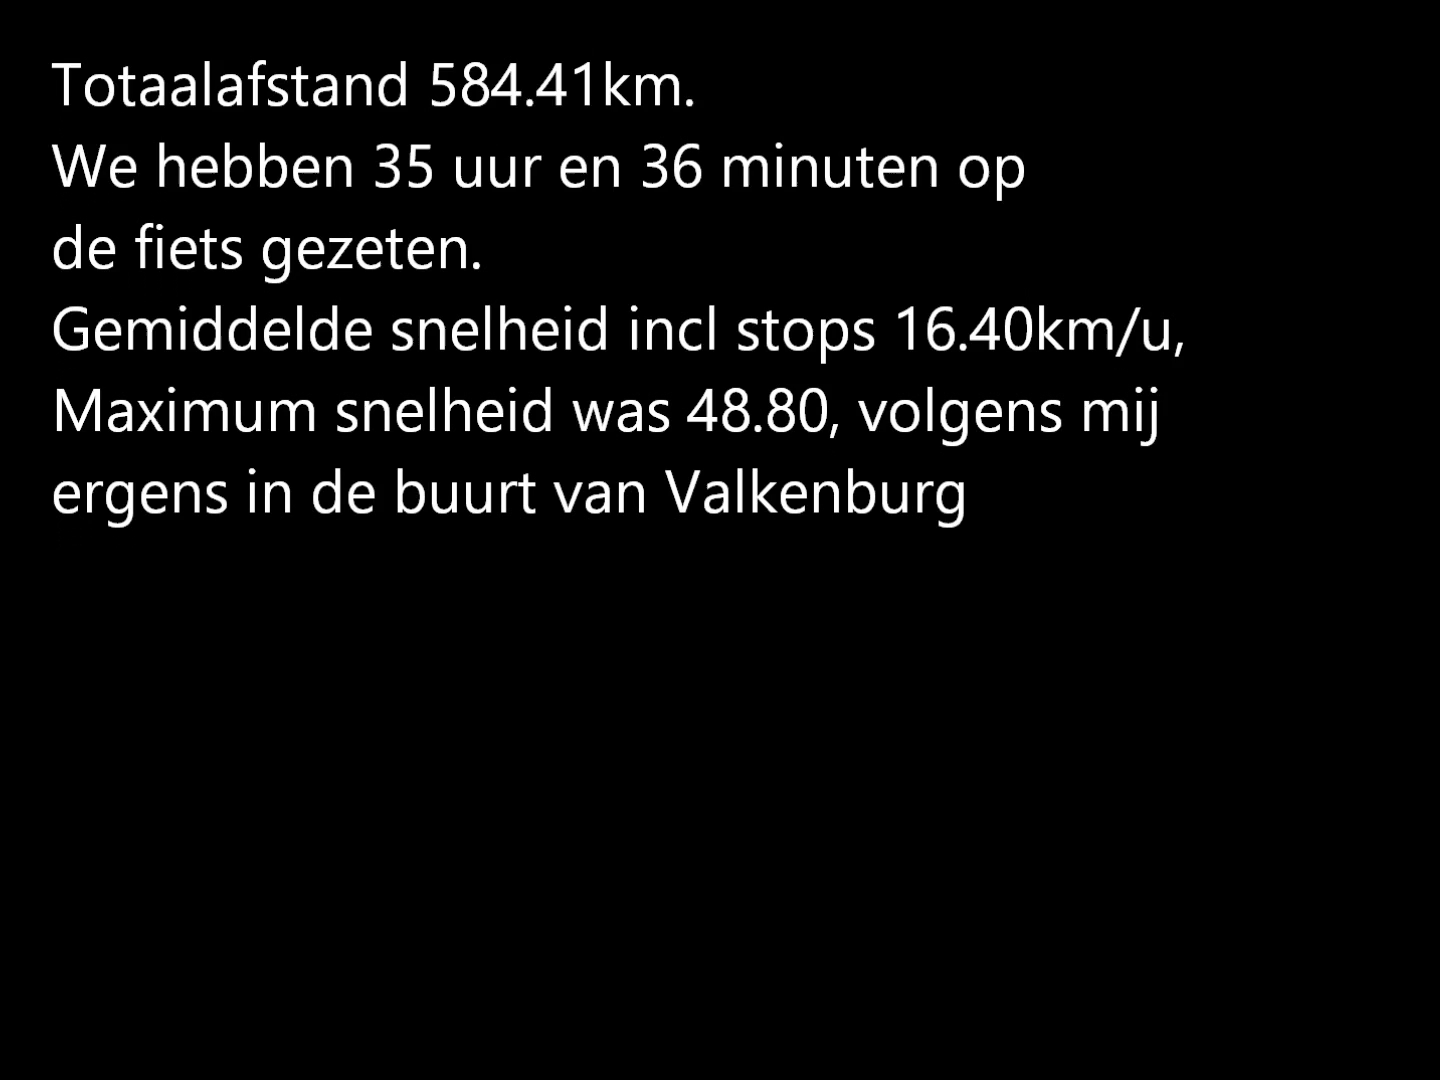 Totaalafstand 584.41km.
We hebben 35 uur en 36 minuten op
de fiets gezeten.
Gemiddelde snelheid incl stops 16.40km/u,
Maximum snelheid was 48.80, volgens mij
ergens in de buurt van Valkenburg